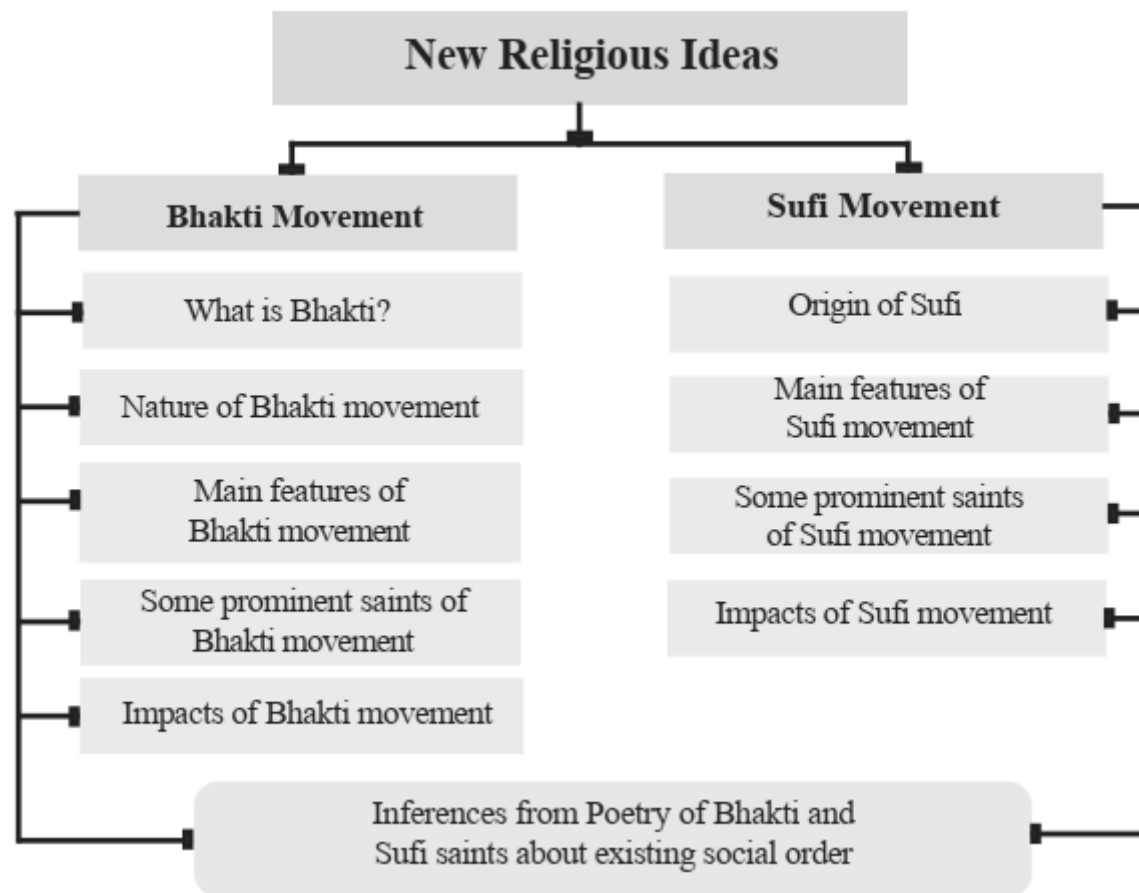 New Religious Ideas
Bhakti Movement
What is Bhakti?
Nature of Bhakti movement
Main features of
Bhakti movement
Some prominent saints of
Bhakti movement
Impacts of Bhakti movement
Sufi Movement
Origin of Sufi
Main features of
Sufi movement
Some prominent saints
of Sufi movement
Impacts of Sufi movement
Inferences from Poetry of Bhakti and
Sufi saints about existing social order